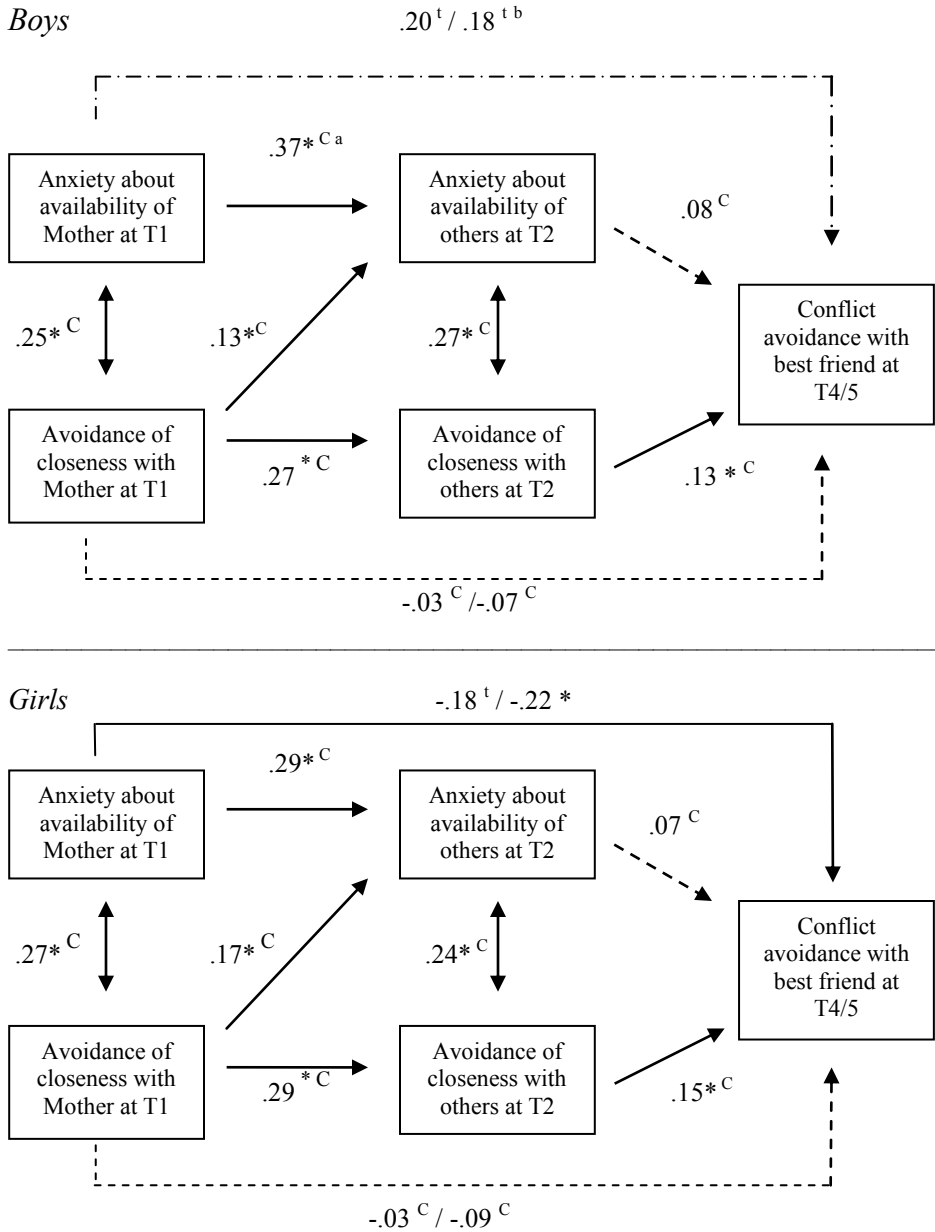 Boys
.20 t / .18 t b
.37* C a
Anxiety about
availability of
Mother at T1
Anxiety about
availability of
others at T2
.08 C
.25* C
.13*C
.27* C
Conflict
avoidance with
best friend at
T4/5
Avoidance of
closeness with
Mother at T1
.27 * C
Avoidance of
closeness with
others at T2
.13 * C
-.03 C /-.07 C
Girls
-.18 t / -.22 *
.29* C
Anxiety about
availability of
Mother at T1
Anxiety about
availability of
others at T2
.07 C
.27* C
.17* C
.24* C
Conflict
avoidance with
best friend at
T4/5
Avoidance of
closeness with
Mother at T1
.29 * C
Avoidance of
closeness with
others at T2
.15* C
-.03 C / -.09 C